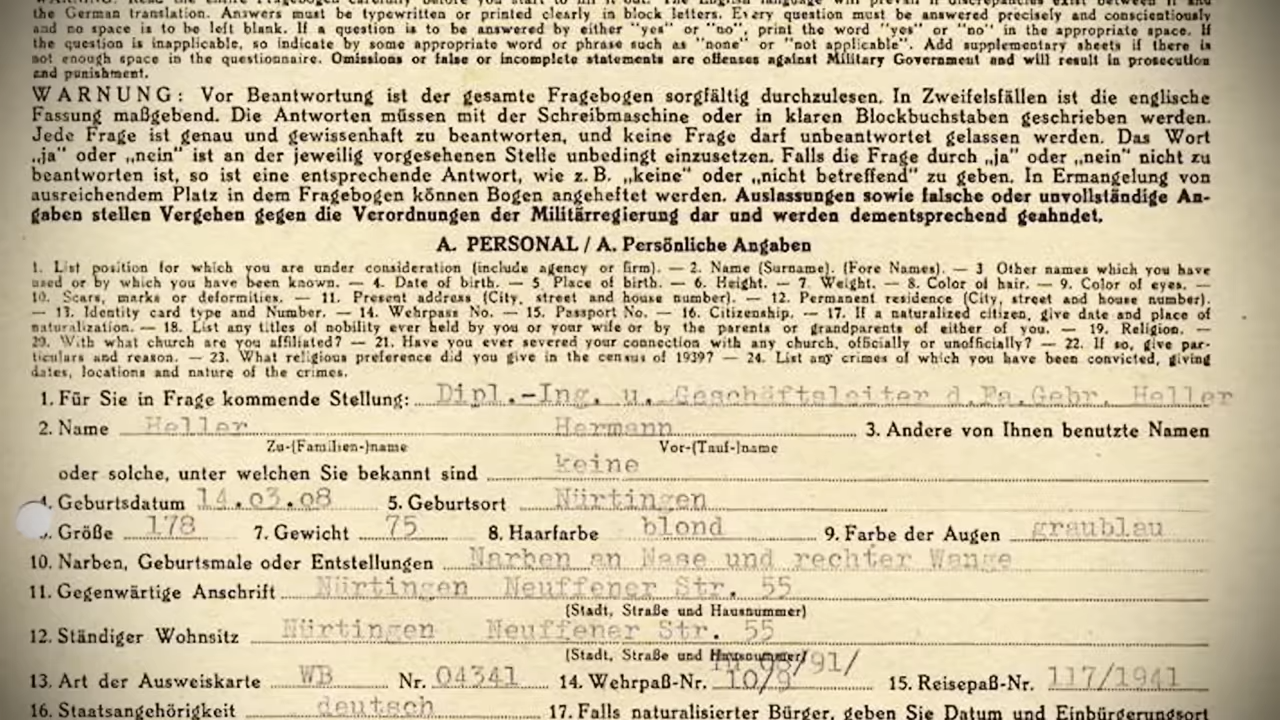 WARNING: Read the entire Fragebogen carefully before you start to fill it out. The English language will prevail if discrepancies exist between it and
the German translation. Answers must be typewritten or printed clearly in block letters. Every question must be answered precisely and conscientiously
and no space is to be left blank. If a question is to be answered by either "yes" or "no", print the word "yes" or "no" in the appropriate space. If
the question is inapplicable, so indicate by some appropriate word or phrase such as "none" or "not applicable". Add supplementary sheets if there is
not enough space in the questionnaire. Omissions or false or incomplete statements are offenses against Military Government and will result in prosecution
and punishment.
WARNUNG: Vor Beantwortung ist der gesamte Fragebogen sorgfältig durchzulesen. In Zweifelsfällen ist die englische
Fassung maßgebend. Die Antworten müssen mit der Schreibmaschine oder in klaren Blockbuchstaben geschrieben werden.
Jede Frage ist genau und gewissenhaft zu beantworten, und keine Frage darf unbeantwortet gelassen werden. Das Wort
„ja" oder „nein" ist an der jeweilig vorgesehenen Stelle unbedingt einzusetzen. Falls die Frage durch „ja" oder „nein" nicht zu
beantworten ist, so ist eine entsprechende Antwort, wie z. B. „keine" oder „nicht betreffend" zu geben. In Ermangelung von
ausreichendem Platz in dem Fragebogen können Bogen angeheftet werden. Auslassungen sowie falsche oder unvollständige An-
gaben stellen Vergehen gegen die Verordnungen der Militärregierung dar und werden dementsprechend geahndet.
A. PERSONAL / A. Persönliche Angaben
1. List position for which you are under consideration (include agency or firm). — 2. Name (Surname). (Fore Names). — 3 Other names which you have
used or by which you have been known. — 4. Date of birth. — 5 Place of birth. — 6. Height. — 7. Weight. — 8. Color of hair. — 9. Color of eyes. —
10. Scars, marks or deformities. — 11. Present address (City, street and house number). — 12. Permanent residence (City, street and house number).
— 13. Identity card type and Number. — 14. Wehrpass No. — 15. Passport No. — 16. Citizenship. — 17. If a naturalized citizen, give date and place of
naturalization. — 18. List any titles of nobility ever held by you or your wife or by the parents or grandparents of either of you. — 19. Religion. —
20. With what church are you affiliated? — 21. Have you ever severed your connection with any church, officially or unofficially? — 22. If so, give par-
ticulars and reason. — 23. What religious preference did you give in the census of 1939? — 24. List any crimes of which you have been convicted, giving
dates, locations and nature of the crimes.
1. Für Sie in Frage kommende Stellung: Dipl.-Ing. u. Geschäftsleiter d.Fa.Gebr. Heller
2. Name Heller Hermann 3. Andere von Ihnen benutzte Namen
Zu-(Familien-)name Vor-(Tauf-)name
oder solche, unter welchen Sie bekannt sind keine
4. Geburtsdatum 14.03.08 5. Geburtsort Nürtingen
Größe 178 7. Gewicht 75 8. Haarfarbe blond 9. Farbe der Augen graublau
10. Narben, Geburtsmale oder Entstellungen Narben an Nase und rechter Wange
11. Gegenwärtige Anschrift Nürtingen Neuffener Str. 55
(Stadt, Straße und Hausnummer)
12. Ständiger Wohnsitz Nürtingen Neuffener Str. 55
(Stadt, Straße und Hausnummer)
13. Art der Ausweiskarte WB Nr. 04341 14. Wehrpaß-Nr. 10/9 15. Reisepaß-Nr. 117/1941
16. Staatsangehörigkeit deutsch 17. Falls naturalisierter Bürger, geben Sie Datum und Einbürgerungsort